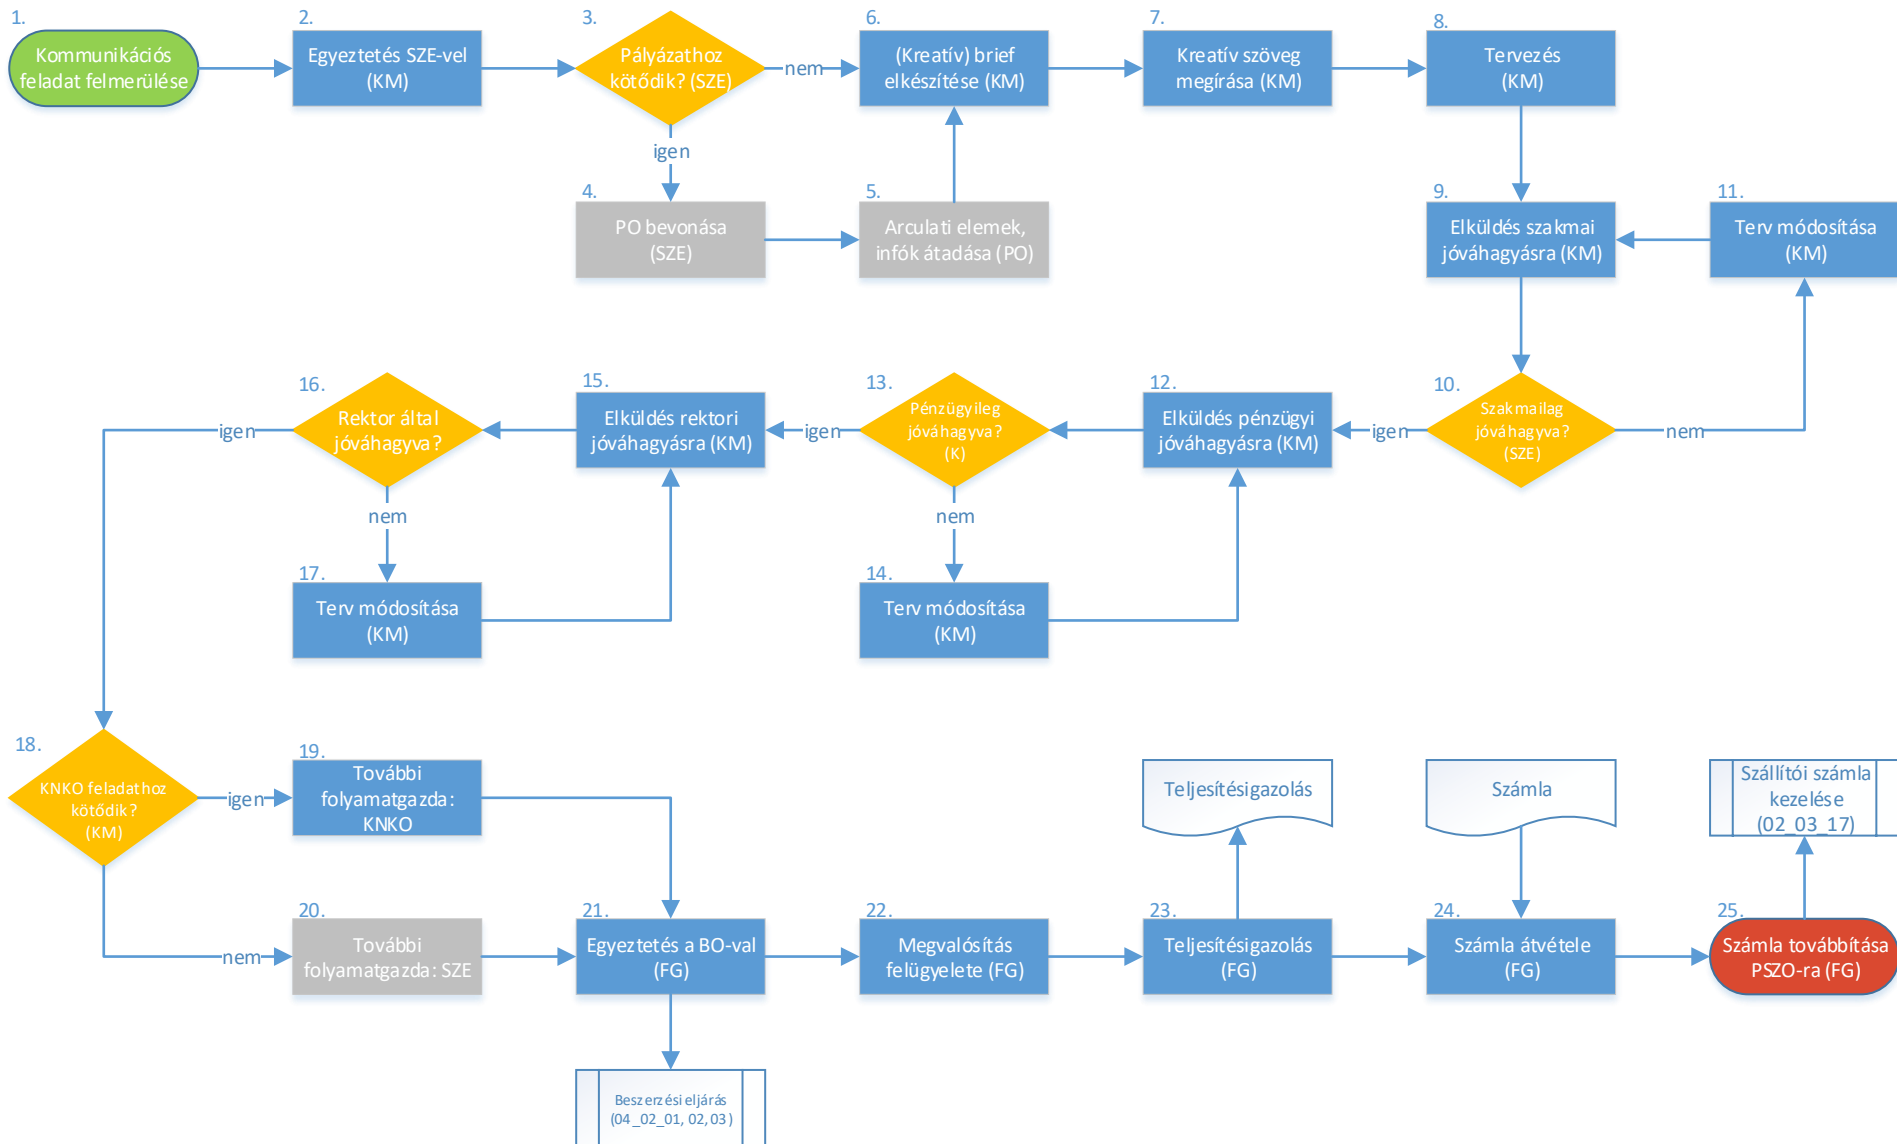 1.
Kommunikációs
feladat felmerülése
2.
Egyeztetés SZE-vel
(KM)
3.
Pályázathoz
kötődik? (SZE)
nem
igen
6.
(Kreatív) brief
elkészítése (KM)
7.
Kreatív szöveg
megírása (KM)
8.
Tervezés
(KM)
4.
PO bevonása
(SZE)
5.
Arculati elemek,
infók átadása (PO)
9.
Elküldés szakmai
jóváhagyásra (KM)
11.
Terv módosítása
(KM)
16.
Rektor által
jóváhagyva?
igen
nem
15.
Elküldés rektori
jóváhagyásra (KM)
igen
13.
Pénzügyileg
jóváhagyva?
(K)
nem
12.
Elküldés pénzügyi
jóváhagyásra (KM)
igen
10.
Szakmailag
jóváhagyva?
(SZE)
nem
17.
Terv módosítása
(KM)
14.
Terv módosítása
(KM)
18.
KNKO feladathoz
kötődik?
(KM)
igen
nem
19.
További
folyamatgazda:
KNKO
Teljesítésigazolás
Számla
Szállítói számla
kezelése
(02_03_17)
20.
További
folyamatgazda: SZE
21.
Egyeztetés a BO-val
(FG)
22.
Megvalósítás
felügyelete (FG)
23.
Teljesítésigazolás
(FG)
24.
Számla átvétele
(FG)
25.
Számla továbbítása
PSZO-ra (FG)
Beszerzési eljárás
(04_02_01, 02, 03)